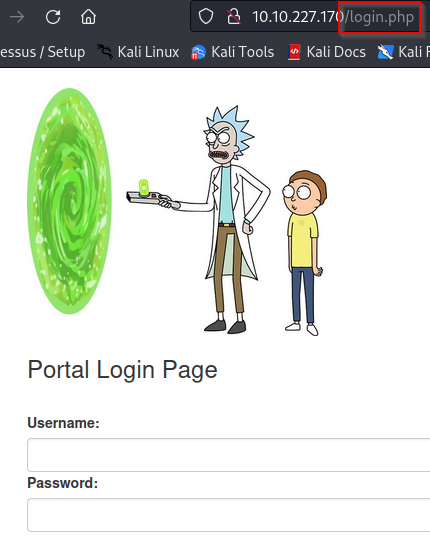 10.10.227.170/login.php
essus / Setup Kali Linux Kali Tools Kali Docs Kali F
Portal Login Page
Username:
Password: